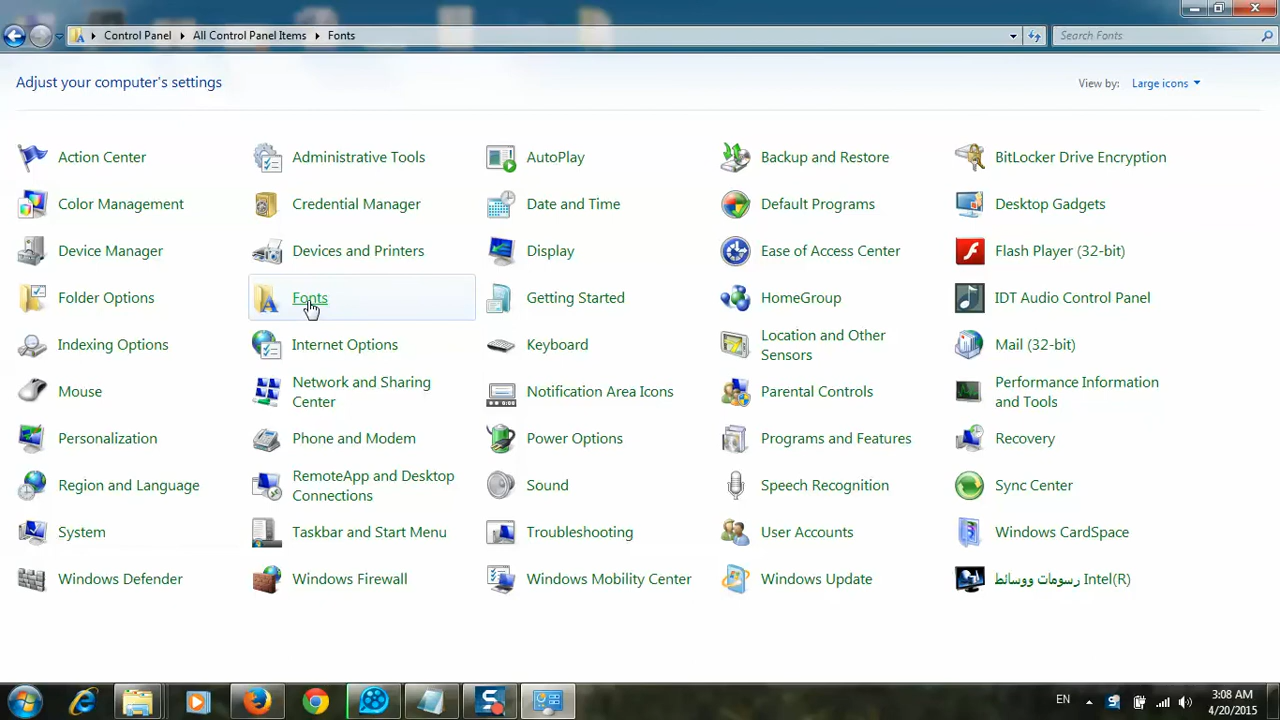 Control Panel All Control Panel Items Fonts
Search Fonts
Adjust your computer's settings
View by: Large icons
Action Center
Administrative Tools
AutoPlay
Backup and Restore
BitLocker Drive Encryption
Color Management
Credential Manager
Date and Time
Default Programs
Desktop Gadgets
Device Manager
Devices and Printers
Display
Ease of Access Center
Flash Player (32-bit)
Folder Options
Fonts
Getting Started
HomeGroup
IDT Audio Control Panel
Indexing Options
Internet Options
Keyboard
Location and Other
Sensors
Mail (32-bit)
Mouse
Network and Sharing
Center
Notification Area Icons
Parental Controls
Performance Information
and Tools
Personalization
Phone and Modem
Power Options
Programs and Features
Recovery
Region and Language
RemoteApp and Desktop
Connections
Sound
Speech Recognition
Sync Center
System
Taskbar and Start Menu
Troubleshooting
User Accounts
Windows CardSpace
Windows Defender
Windows Firewall
Windows Mobility Center
Windows Update
رسومات ووسائط Intel(R)
EN
3:08 AM
4/20/2015